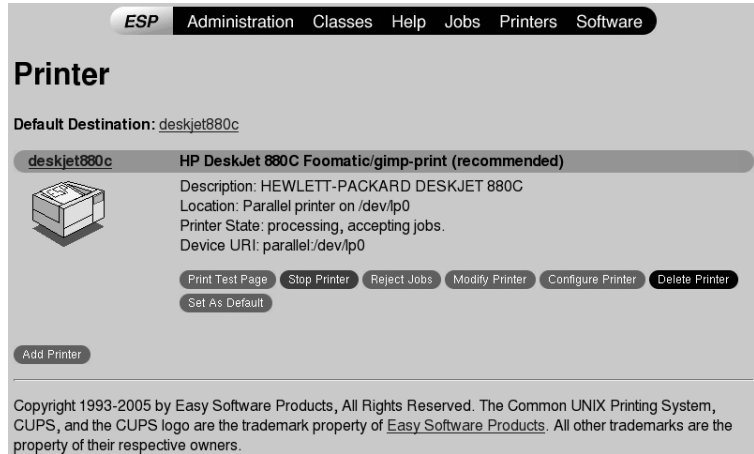 ESP Administration Classes Help Jobs Printers Software
Printer
Default Destination: deskjet880c
deskjet880c HP DeskJet 880C Foomatic/gimp-print (recommended)
Description: HEWLETT-PACKARD DESKJET 880C
Location: Parallel printer on /dev/lp0
Printer State: processing, accepting jobs.
Device URI: parallel:/dev/lp0
Print Test Page Stop Printer Reject Jobs Modify Printer Configure Printer Delete Printer
Set As Default
Add Printer
Copyright 1993-2005 by Easy Software Products, All Rights Reserved. The Common UNIX Printing System,
CUPS, and the CUPS logo are the trademark property of Easy Software Products. All other trademarks are the
property of their respective owners.